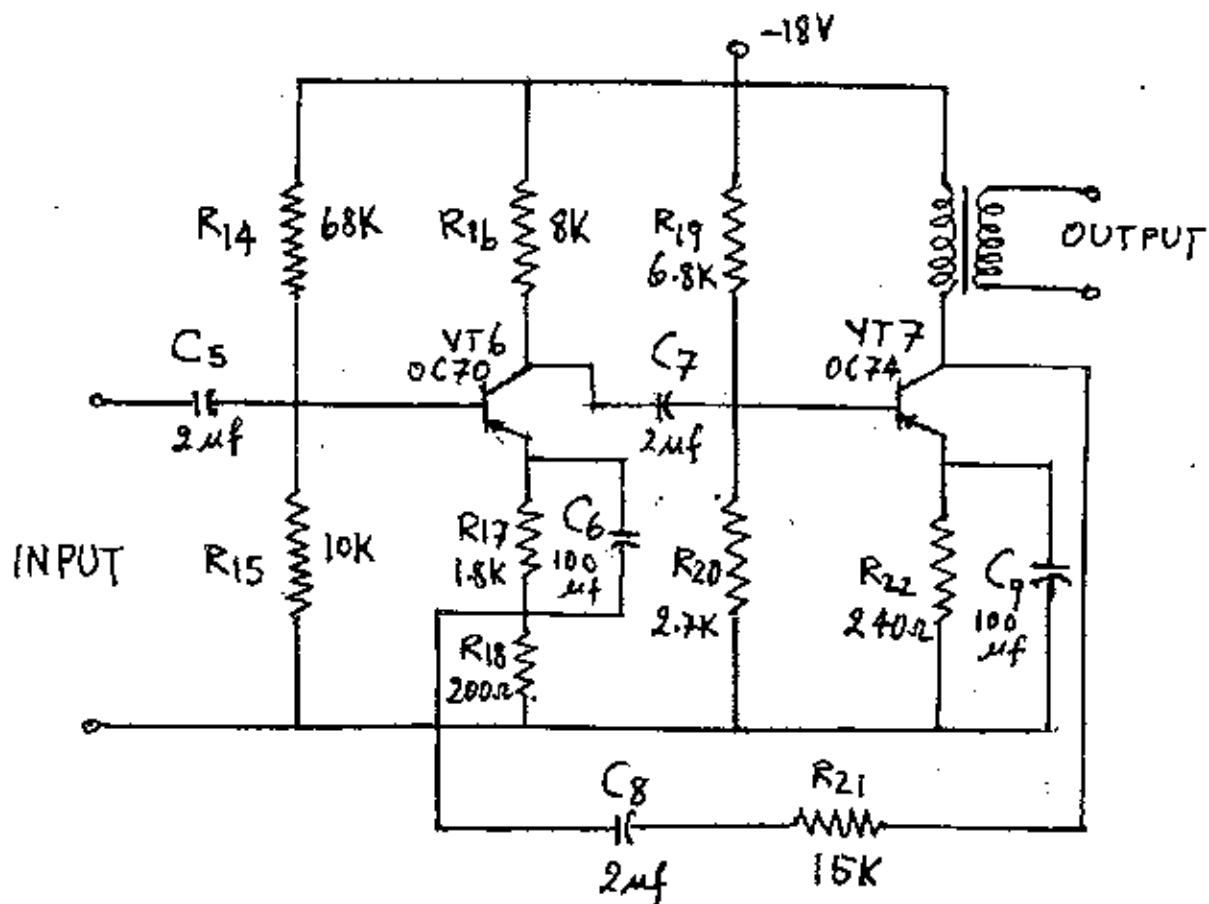 -18V
R14
68K
R16
8K
R19
6.8K
OUTPUT
C5
2µf
VT6
OC70
C7
2µf
VT7
OC74
INPUT
R15
10K
R17
1.8K
C6
100
µf
R18
200Ω
R20
2.7K
R22
240Ω
C9
100
µf
C8
2µf
R21
15K